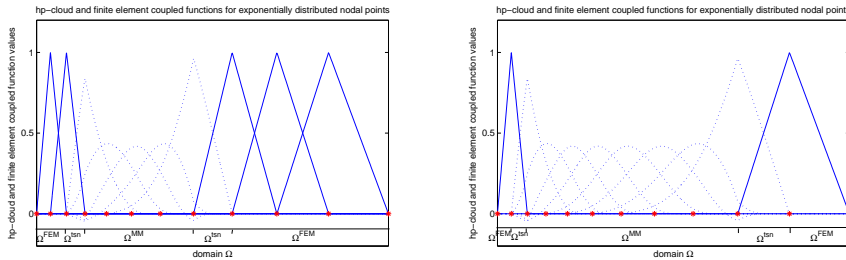 hp−cloud and finite element coupled functions for exponentially distributed nodal points
hp−cloud and finite element coupled function values
1
0.5
0
Ω^FEM Ω^tsn Ω^MM Ω^tsn Ω^FEM
domain Ω
hp−cloud and finite element coupled functions for exponentially distributed nodal point
hp−cloud and finite element coupled function values
1
0.5
0
Ω^FEM Ω^tsn Ω^MM Ω^tsn Ω^FEM
domain Ω